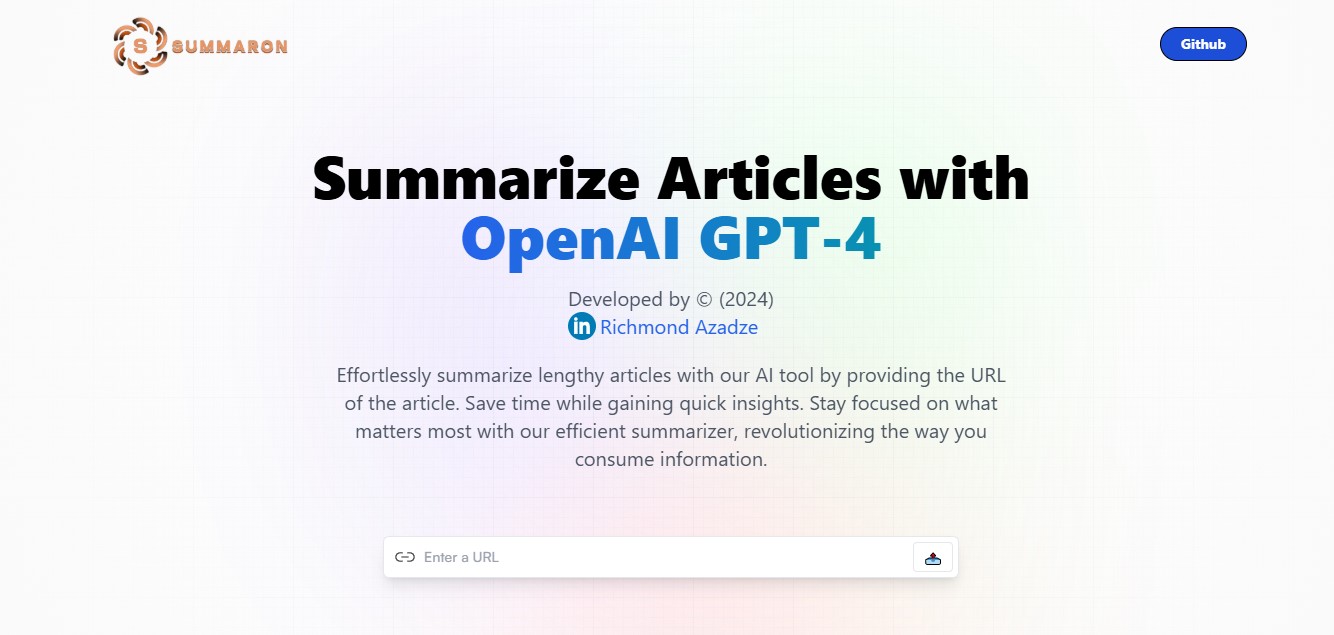 S SUMMARON
Github
Summarize Articles with
OpenAI GPT-4
Developed by © (2024)
in Richmond Azadze
Effortlessly summarize lengthy articles with our AI tool by providing the URL
of the article. Save time while gaining quick insights. Stay focused on what
matters most with our efficient summarizer, revolutionizing the way you
consume information.
Enter a URL